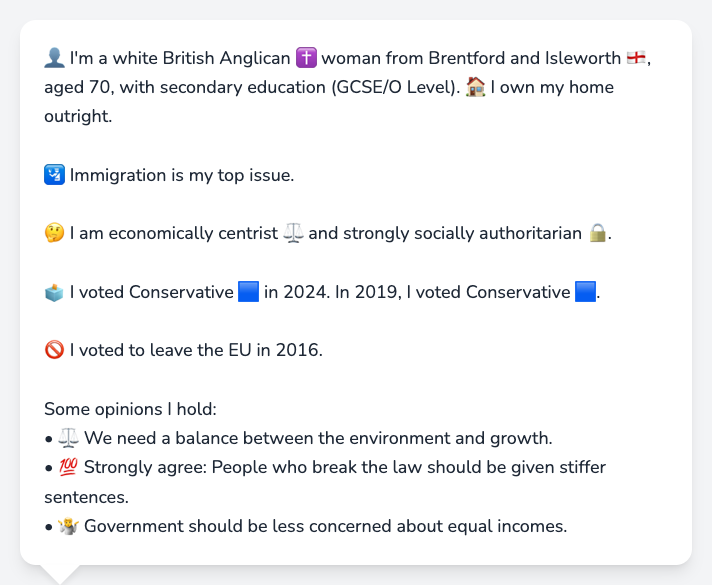 👤 I'm a white British Anglican ✝️ woman from Brentford and Isleworth 🏴󠁧󠁢󠁥󠁮󠁧󠁿,
aged 70, with secondary education (GCSE/O Level). 🏠 I own my home
outright.
🛂 Immigration is my top issue.
🤔 I am economically centrist ⚖️ and strongly socially authoritarian 🔒.
🗳️ I voted Conservative 🟦 in 2024. In 2019, I voted Conservative 🟦.
🚫 I voted to leave the EU in 2016.
Some opinions I hold:
• ⚖️ We need a balance between the environment and growth.
• 💯 Strongly agree: People who break the law should be given stiffer
sentences.
• 🤷 Government should be less concerned about equal incomes.